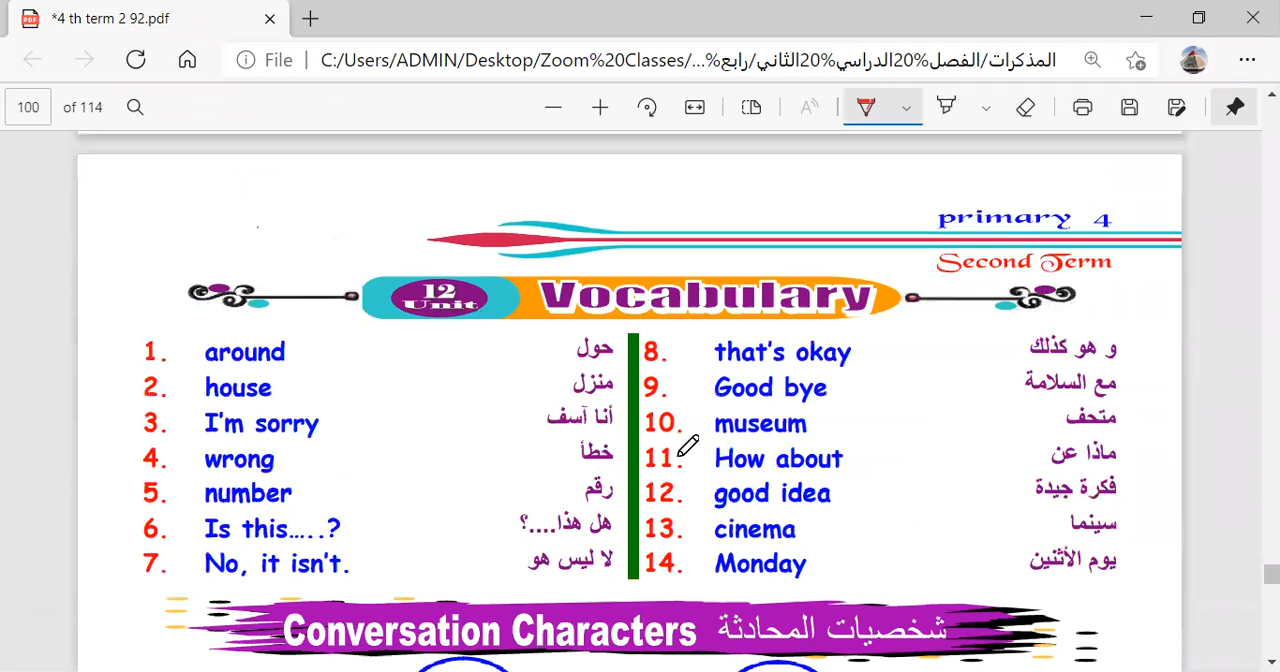 *4 th term 2 92.pdf
File | C:/Users/ADMIN/Desktop/Zoom%20Classes/المذكرات/الفصل%20الدراسي%20الثاني/رابع%...
100 of 114
primary 4
Second Term
12 Unit Vocabulary
1. around حول
2. house منزل
3. I'm sorry أنا آسف
4. wrong خطأ
5. number رقم
6. Is this.....? هل هذا....؟
7. No, it isn't. لا ليس هو
8. that's okay و هو كذلك
9. Good bye مع السلامة
10. museum متحف
11. How about ماذا عن
12. good idea فكرة جيدة
13. cinema سينما
14. Monday يوم الأثنين
Conversation Characters شخصيات المحادثة